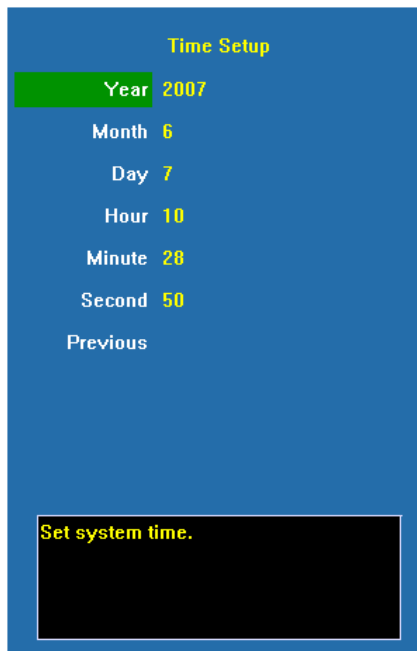 Time Setup
Year 2007
Month 6
Day 7
Hour 10
Minute 28
Second 50
Previous
Set system time.